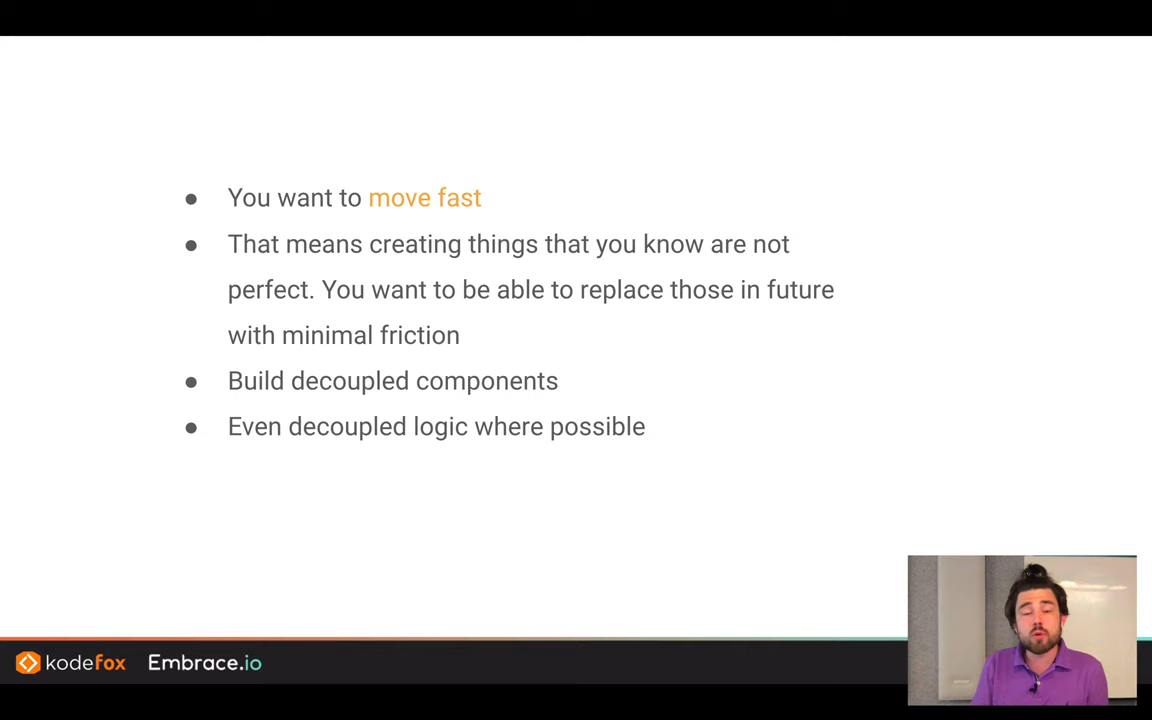 ● You want to move fast
● That means creating things that you know are not
perfect. You want to be able to replace those in future
with minimal friction
● Build decoupled components
● Even decoupled logic where possible
kodefox Embrace.io